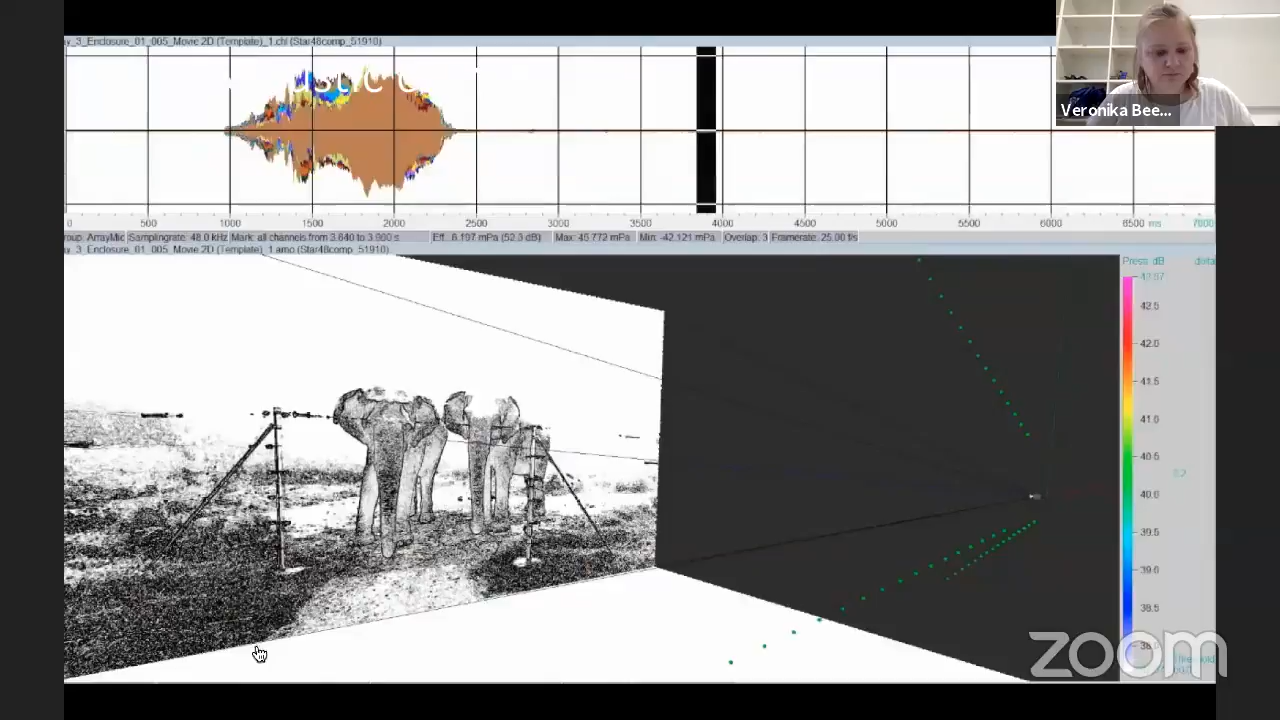 y_3_Enclosure_01_005_Movie 2D (Template)_1.chl (Star48comp_51910)
Veronika Bee...
0 500 1000 1500 2000 2500 3000 3500 4000 4500 5000 5500 6000 6500 ms 7000
roup: ArrayMic Samplingrate: 48.0 kHz Mark: all channels from 3.840 to 3.960 s Eff.: 6.107 mPa (52.3 dB) Max: 45.772 mPa Min: -42.121 mPa Overlap: 3 Framerate: 25.00 f/s
y_3_Enclosure_01_005_Movie 2D (Template)_1.amo (Star48comp_51910)
Press: dB
42.5
42.0
41.5
41.0
40.5
40.0
39.5
39.0
38.5
zoom